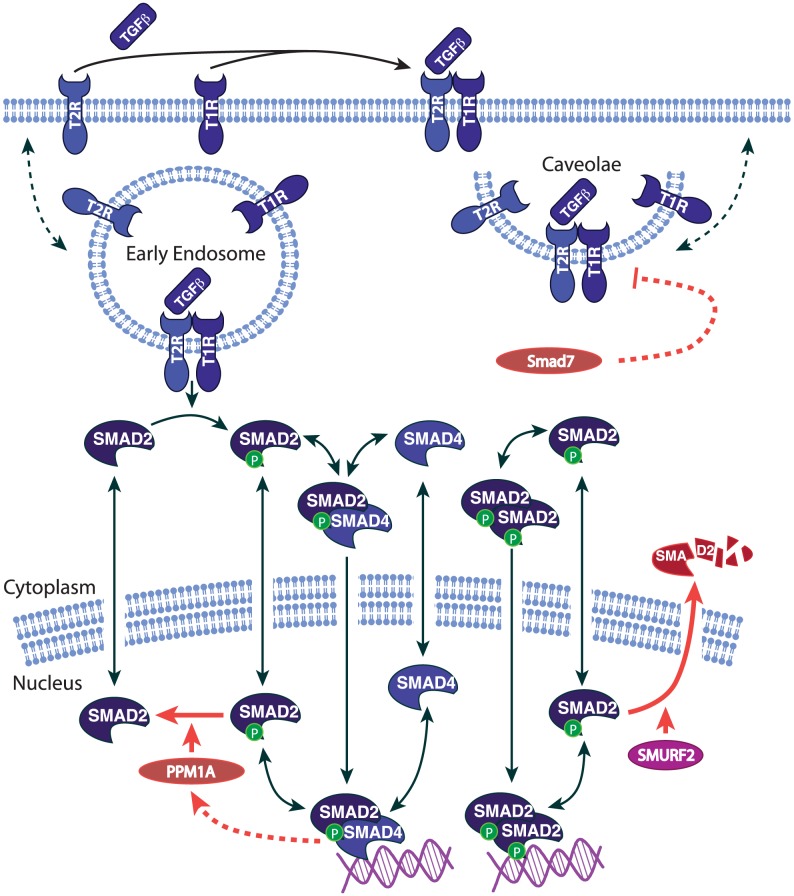 TGFβ
TGFβ
T2R
T1R
T2R
T1R
Caveolae
T2R
T1R
TGFβ
T2R
T1R
T2R
T1R
Early Endosome
TGFβ
T2R
T1R
Smad7
SMAD2
SMAD2
P
SMAD4
SMAD2
P
SMAD2
P
SMAD4
SMAD2
P
SMAD2
P
SMA
D2
Cytoplasm
Nucleus
SMAD4
SMAD2
SMAD2
P
SMAD2
P
PPM1A
SMURF2
SMAD2
P
SMAD4
SMAD2
P
SMAD2
P